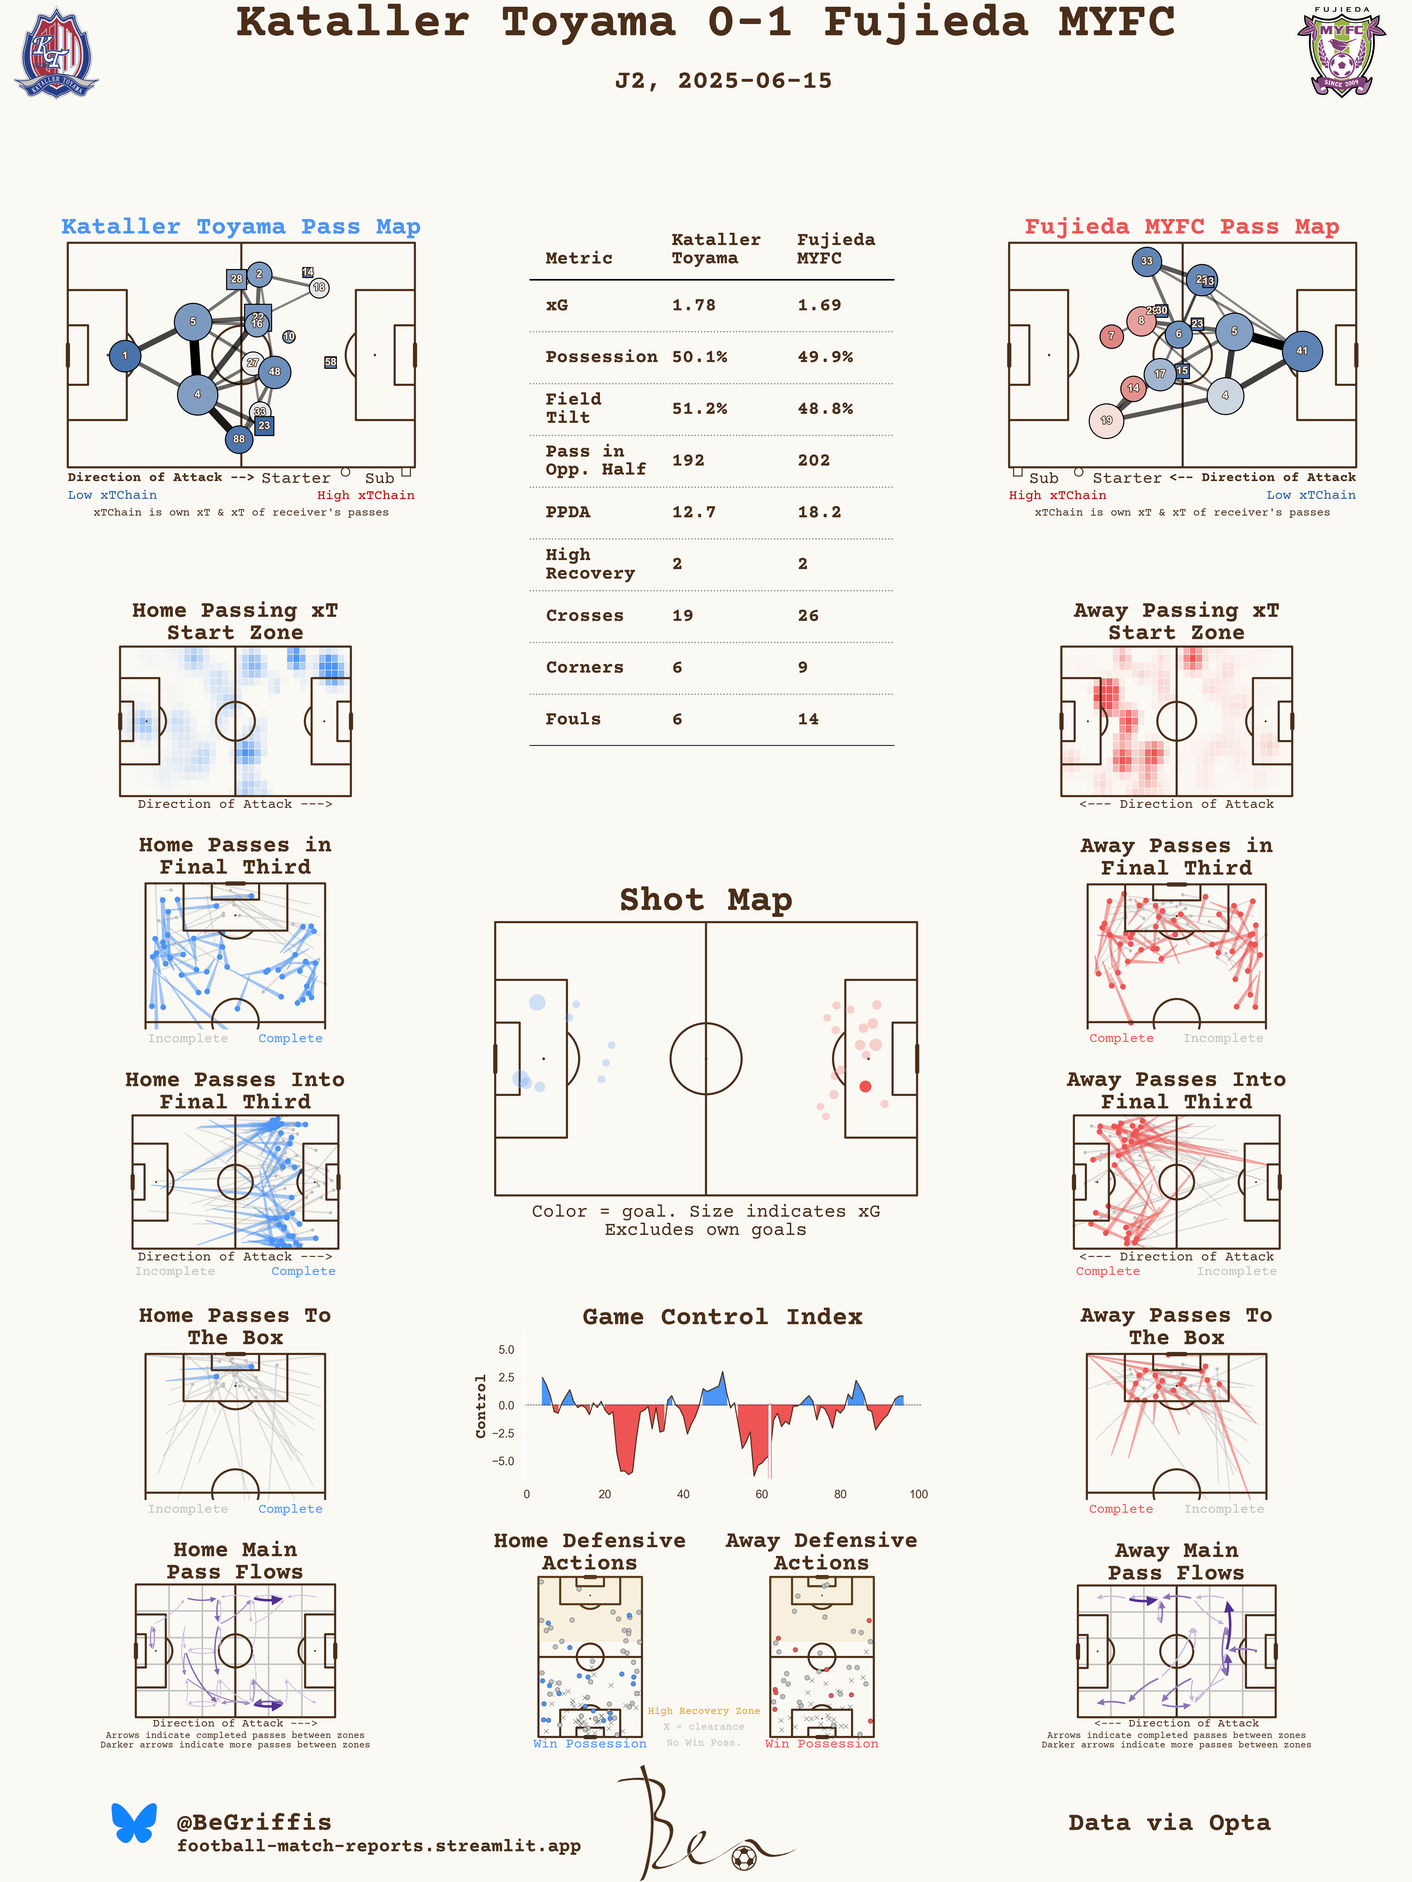 Kataller Toyama 0-1 Fujieda MYFC
J2, 2025-06-15
KT
KATALLER TOYAMA
FUJIEDA
MYFC
SINCE 2009
Kataller Toyama Pass Map
28
2
14
18
5
22
16
10
1
27
48
58
4
33
23
88
Direction of Attack --> Starter Sub
Low xTChain High xTChain
xTChain is own xT & xT of receiver's passes
Metric Kataller Toyama Fujieda MYFC
xG 1.78 1.69
Possession 50.1% 49.9%
Field Tilt 51.2% 48.8%
Pass in Opp. Half 192 202
PPDA 12.7 18.2
High Recovery 2 2
Crosses 19 26
Corners 6 9
Fouls 6 14
Fujieda MYFC Pass Map
33
13
8
30
23
7
6
5
41
17
15
14
4
19
Sub Starter <-- Direction of Attack
High xTChain Low xTChain
xTChain is own xT & xT of receiver's passes
Home Passing xT
Start Zone
Direction of Attack --->
Away Passing xT
Start Zone
<--- Direction of Attack
Home Passes in
Final Third
Incomplete Complete
Away Passes in
Final Third
Complete Incomplete
Shot Map
Color = goal. Size indicates xG
Excludes own goals
Home Passes Into
Final Third
Direction of Attack --->
Incomplete Complete
Away Passes Into
Final Third
<--- Direction of Attack
Complete Incomplete
Home Passes To
The Box
Incomplete Complete
Game Control Index
Control
5.0
2.5
0.0
−2.5
−5.0
0 20 40 60 80 100
Away Passes To
The Box
Complete Incomplete
Home Main
Pass Flows
Direction of Attack --->
Arrows indicate completed passes between zones
Darker arrows indicate more passes between zones
Home Defensive
Actions
Win Possession
High Recovery Zone
X = clearance
No Win Poss.
Away Defensive
Actions
Win Possession
Away Main
Pass Flows
<--- Direction of Attack
Arrows indicate completed passes between zones
Darker arrows indicate more passes between zones
@BeGriffis
football-match-reports.streamlit.app
Ben
Data via Opta